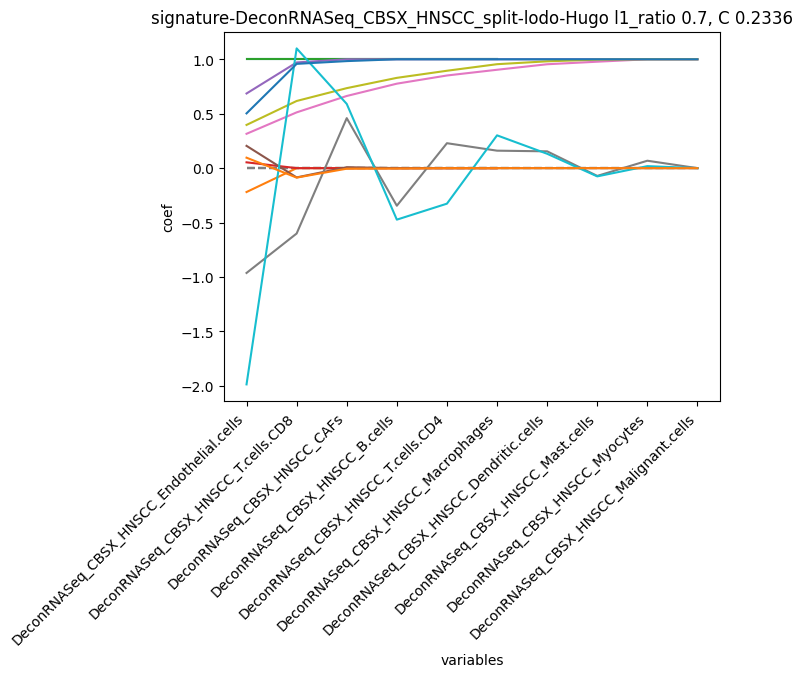 signature-DeconRNASeq_CBSX_HNSCC_split-lodo-Hugo l1_ratio 0.7, C 0.2336
coef
1.0
0.5
0.0
−0.5
−1.0
−1.5
−2.0
DeconRNASeq_CBSX_HNSCC_Endothelial.cells
DeconRNASeq_CBSX_HNSCC_T.cells.CD8
DeconRNASeq_CBSX_HNSCC_CAFs
DeconRNASeq_CBSX_HNSCC_B.cells
DeconRNASeq_CBSX_HNSCC_T.cells.CD4
DeconRNASeq_CBSX_HNSCC_Macrophages
DeconRNASeq_CBSX_HNSCC_Dendritic.cells
DeconRNASeq_CBSX_HNSCC_Mast.cells
DeconRNASeq_CBSX_HNSCC_Myocytes
DeconRNASeq_CBSX_HNSCC_Malignant.cells
variables